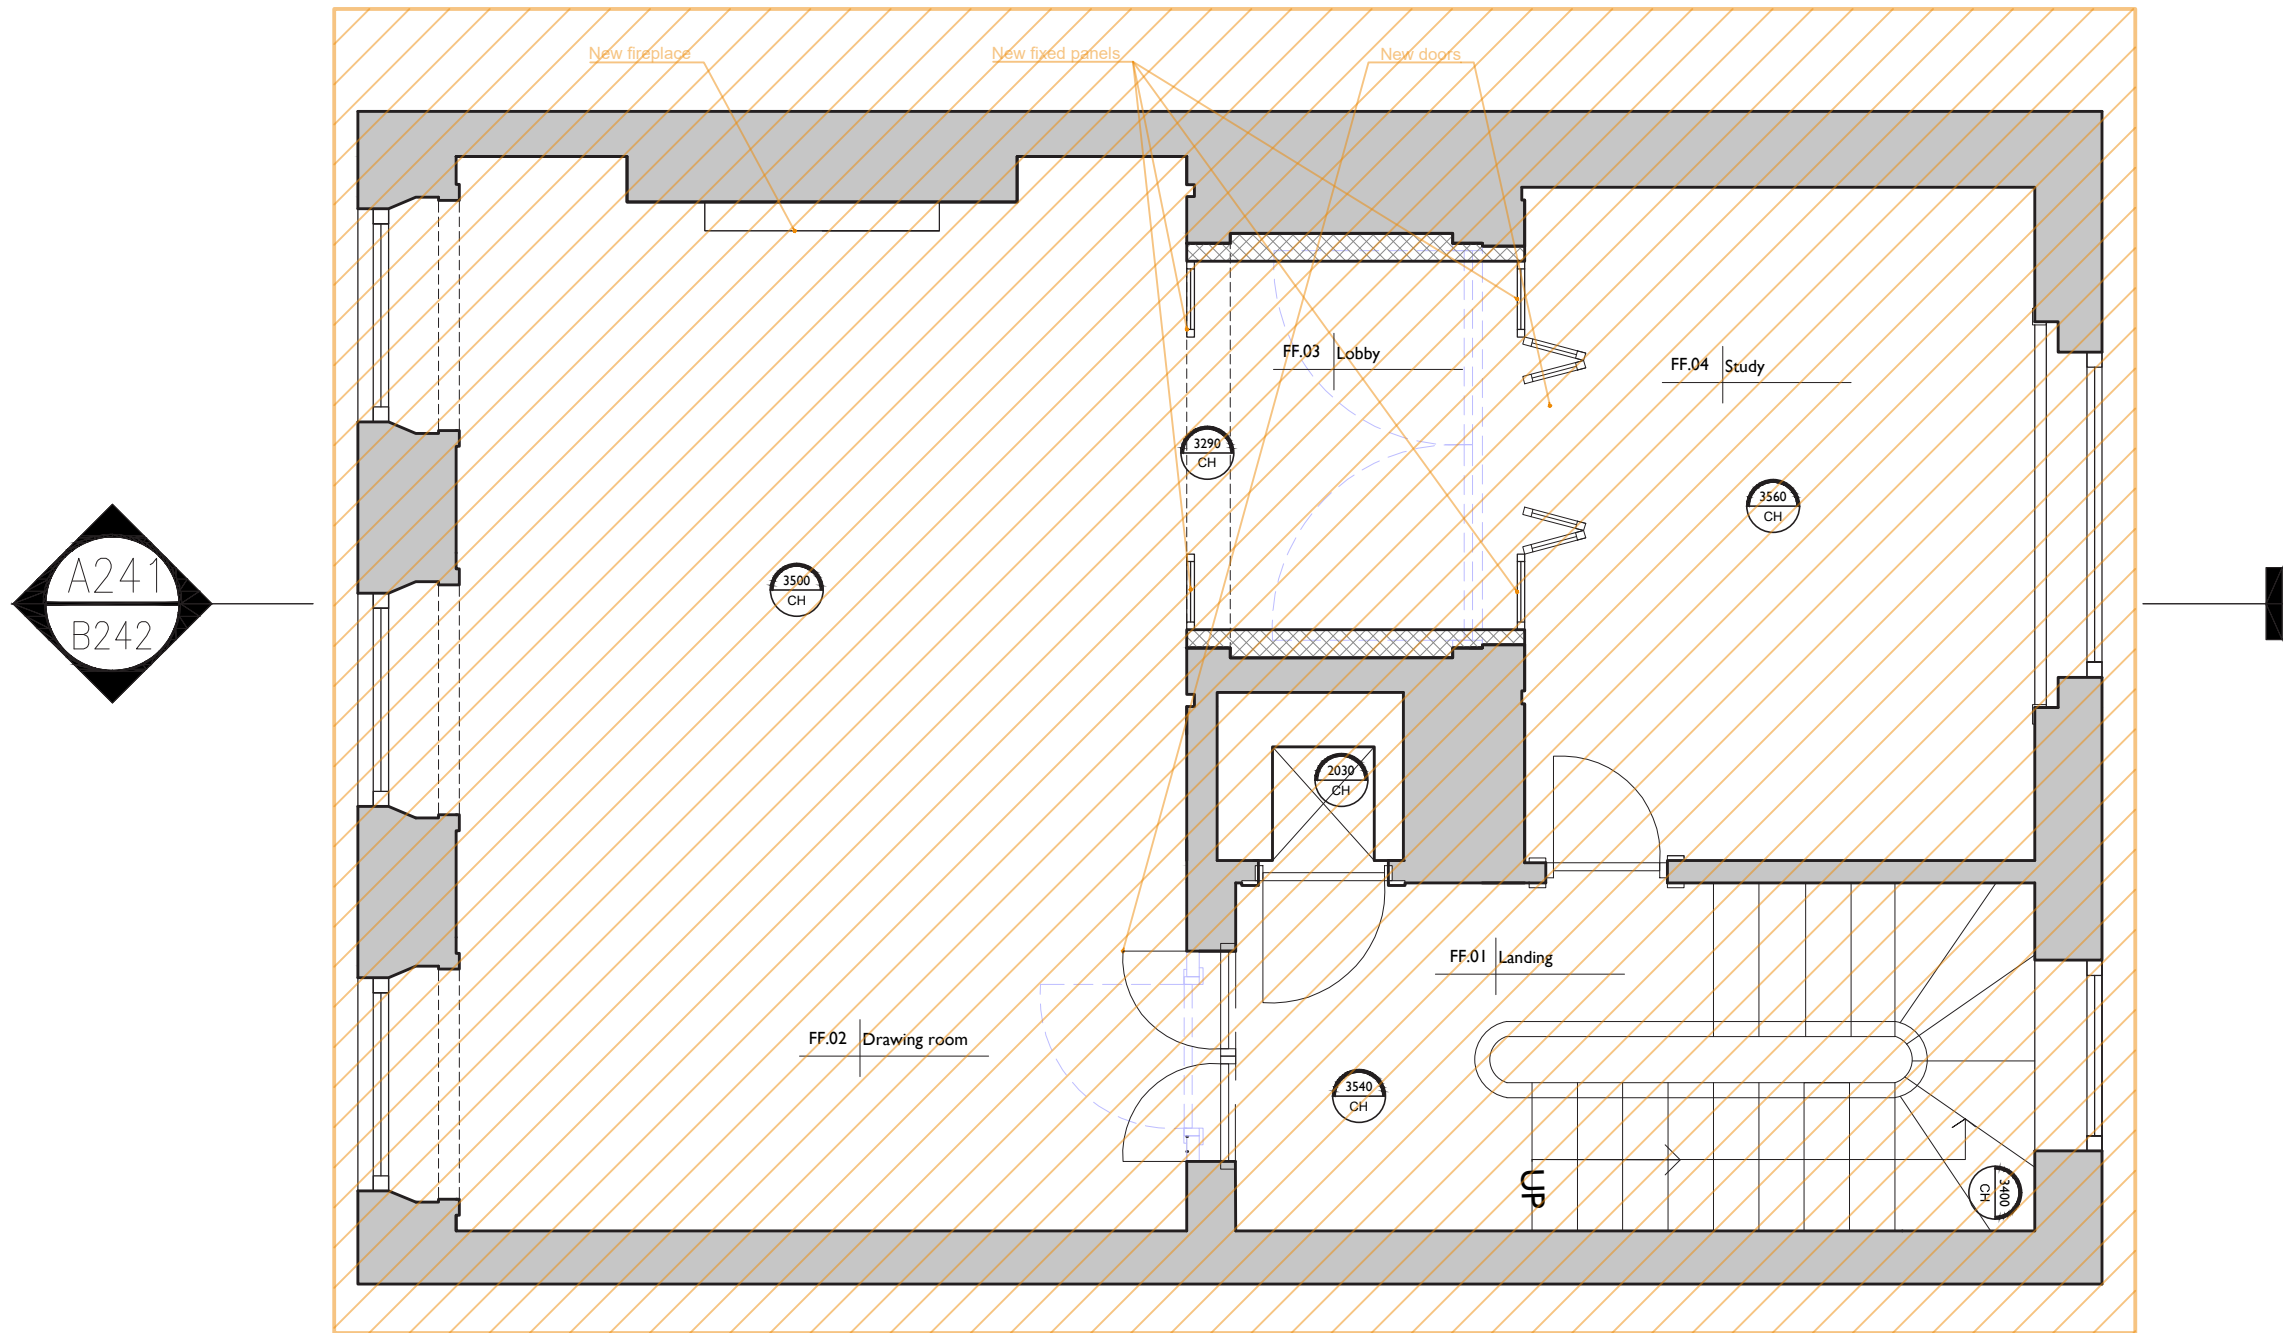 New fireplace
New fixed panels
New doors
FF.03 Lobby
FF.04 Study
3290
CH
3560
CH
3500
CH
A241
B242
2030
CH
FF.01 Landing
FF.02 Drawing room
3540
CH
UP
3400
CH